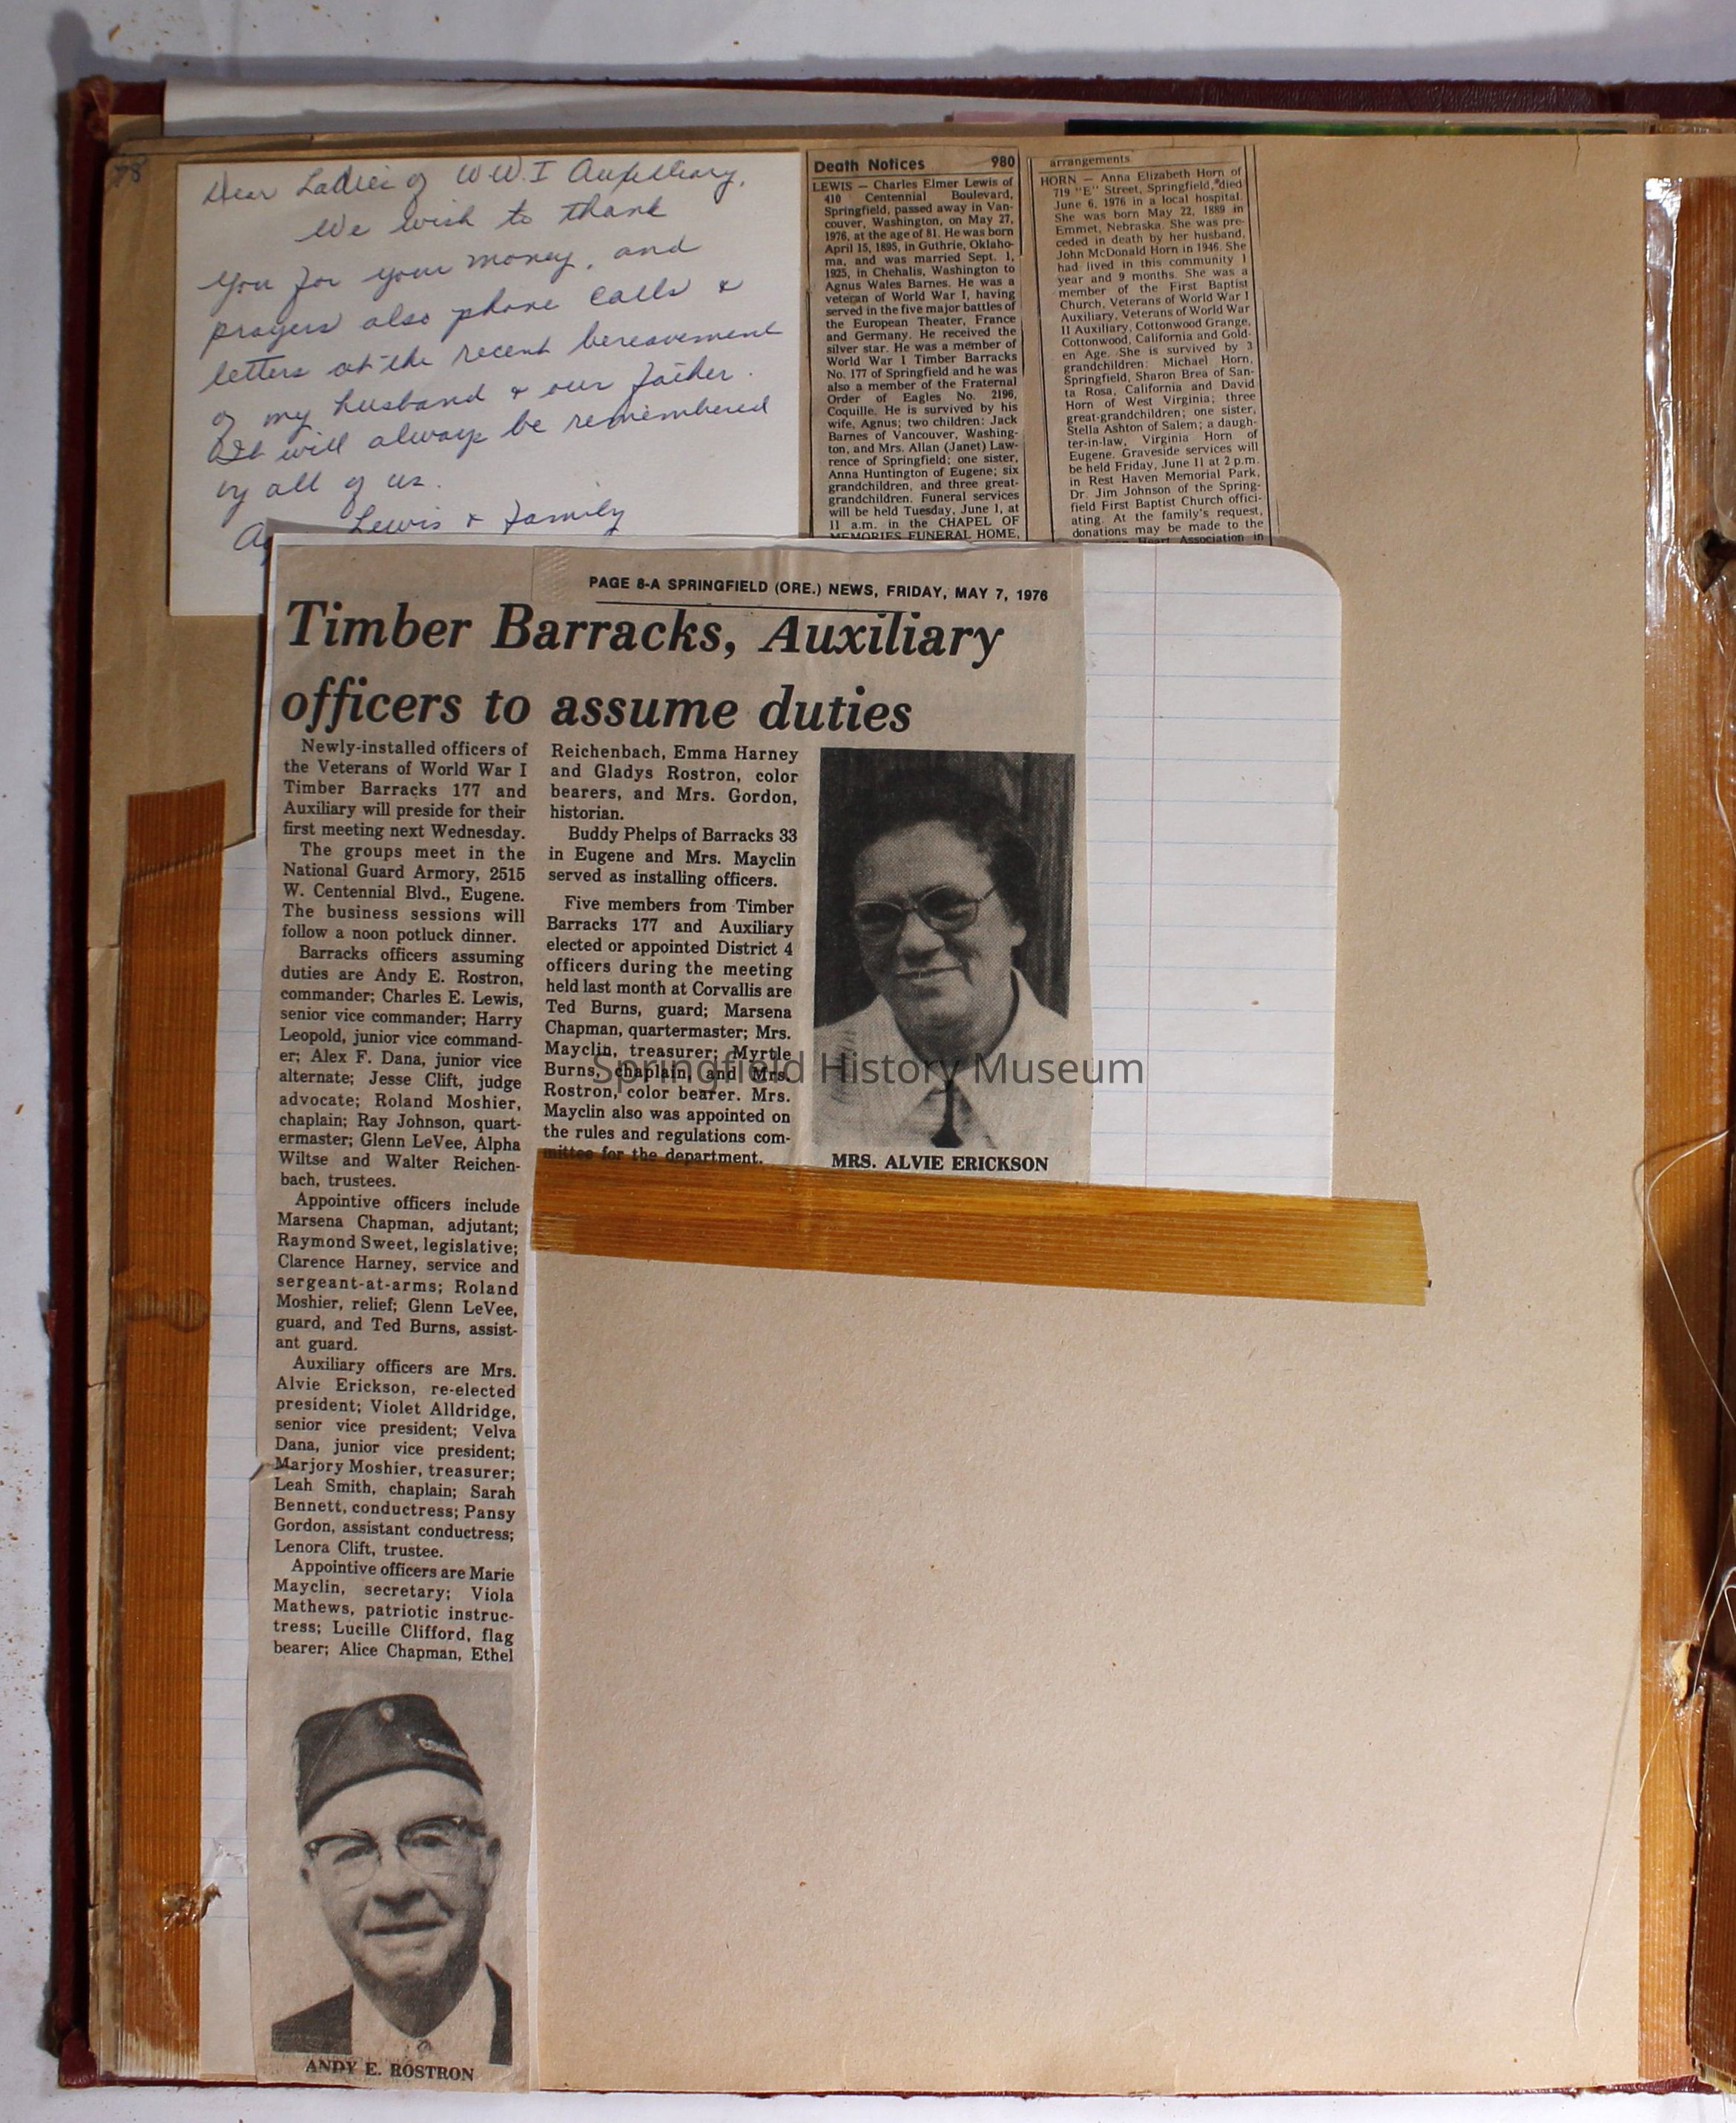 78
Dear Ladies of WW.I Auxiliary,
We wish to thank
you for your money, and
prayers also phone calls &
letters at the recent bereavement
of my husband & our father.
It will always be remembered
by all of us.
Lewis & family
Death Notices 980
LEWIS — Charles Elmer Lewis of
410 Centennial Boulevard,
Springfield, passed away in Van-
couver, Washington, on May 27,
1976, at the age of 81. He was born
April 15, 1895, in Guthrie, Oklaho-
ma, and was married Sept. 1,
1925, in Chehalis, Washington to
Agnus Wales Barnes. He was a
veteran of World War I, having
served in the five major battles of
the European Theater, France
and Germany. He received the
silver star. He was a member of
World War I Timber Barracks
No. 177 of Springfield and he was
also a member of the Fraternal
Order of Eagles No. 2196,
Coquille. He is survived by his
wife, Agnus; two children: Jack
Barnes of Vancouver, Washing-
ton, and Mrs. Allan (Janet) Law-
rence of Springfield; one sister,
Anna Huntington of Eugene; six
grandchildren, and three great-
grandchildren. Funeral services
will be held Tuesday, June 1, at
11 a.m. in the CHAPEL OF
MEMORIES FUNERAL HOME,
arrangements
HORN — Anna Elizabeth Horn of
719 "E" Street, Springfield, died
June 6, 1976 in a local hospital.
She was born May 22, 1889 in
Emmet, Nebraska. She was pre-
ceded in death by her husband,
John McDonald Horn in 1946. She
had lived in this community 1
year and 9 months. She was a
member of the First Baptist
Church, Veterans of World War I
Auxiliary, Veterans of World War
II Auxiliary, Cottonwood Grange,
Cottonwood, California and Gold-
en Age. She is survived by 3
grandchildren: Michael Horn,
Springfield, Sharon Brea of San-
ta Rosa, California and David
Horn of West Virginia; three
great-grandchildren; one sister,
Stella Ashton of Salem; a daugh-
ter-in-law, Virginia Horn of
Eugene. Graveside services will
be held Friday, June 11 at 2 p.m.
in Rest Haven Memorial Park,
Dr. Jim Johnson of the Spring-
field First Baptist Church offici-
ating. At the family's request,
donations may be made to the
Heart Association in
PAGE 8-A SPRINGFIELD (ORE.) NEWS, FRIDAY, MAY 7, 1976
Timber Barracks, Auxiliary
officers to assume duties
Newly-installed officers of
the Veterans of World War I
Timber Barracks 177 and
Auxiliary will preside for their
first meeting next Wednesday.
The groups meet in the
National Guard Armory, 2515
W. Centennial Blvd., Eugene.
The business sessions will
follow a noon potluck dinner.
Barracks officers assuming
duties are Andy E. Rostron,
commander; Charles E. Lewis,
senior vice commander; Harry
Leopold, junior vice command-
er; Alex F. Dana, junior vice
alternate; Jesse Clift, judge
advocate; Roland Moshier,
chaplain; Ray Johnson, quart-
ermaster; Glenn LeVee, Alpha
Wiltse and Walter Reichen-
bach, trustees.
Appointive officers include
Marsena Chapman, adjutant;
Raymond Sweet, legislative;
Clarence Harney, service and
sergeant-at-arms; Roland
Moshier, relief; Glenn LeVee,
guard, and Ted Burns, assist-
ant guard.
Auxiliary officers are Mrs.
Alvie Erickson, re-elected
president; Violet Alldridge,
senior vice president; Velva
Dana, junior vice president;
Marjory Moshier, treasurer;
Leah Smith, chaplain; Sarah
Bennett, conductress; Pansy
Gordon, assistant conductress;
Lenora Clift, trustee.
Appointive officers are Marie
Mayclin, secretary; Viola
Mathews, patriotic instruc-
tress; Lucille Clifford, flag
bearer; Alice Chapman, Ethel
ANDY E. ROSTRON
Reichenbach, Emma Harney
and Gladys Rostron, color
bearers, and Mrs. Gordon,
historian.
Buddy Phelps of Barracks 33
in Eugene and Mrs. Mayclin
served as installing officers.
Five members from Timber
Barracks 177 and Auxiliary
elected or appointed District 4
officers during the meeting
held last month at Corvallis are
Ted Burns, guard; Marsena
Chapman, quartermaster; Mrs.
Mayclin, treasurer; Myrtle
Burns, chaplain, and Mrs.
Rostron, color bearer. Mrs.
Mayclin also was appointed on
the rules and regulations com-
mittee for the department.
MRS. ALVIE ERICKSON
Springfield History Museum